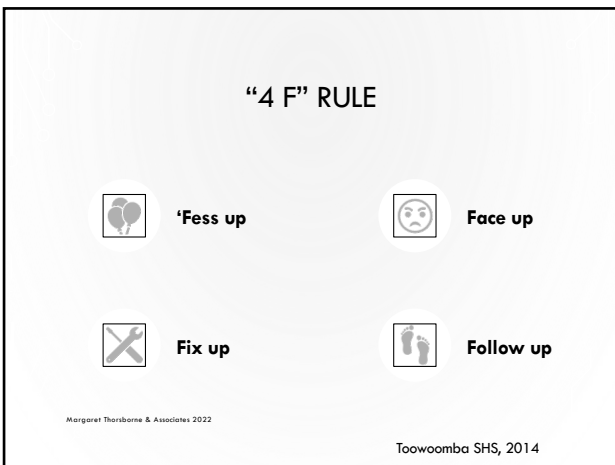 “4 F” RULE
‘Fess up
Face up
Fix up
Follow up
Margaret Thorsborne & Associates 2022
Toowoomba SHS, 2014